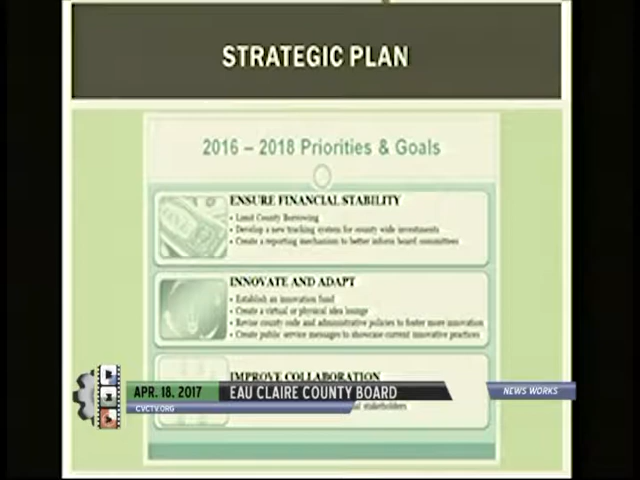 STRATEGIC PLAN
2016 – 2018 Priorities & Goals
ENSURE FINANCIAL STABILITY
• Limit County Borrowing
• Develop a new tracking system for county wide investments
• Create a reporting mechanism to better inform board committees
INNOVATE AND ADAPT
• Establish an innovation fund
• Create a virtual or physical idea lounge
• Revise county code and administrative policies to foster more innovation
• Create public service messages to showcase current innovative practices
IMPROVE COLLABORATION
APR. 18. 2017
EAU CLAIRE COUNTY BOARD
NEWS WORKS
CVCTV.ORG
stakeholders